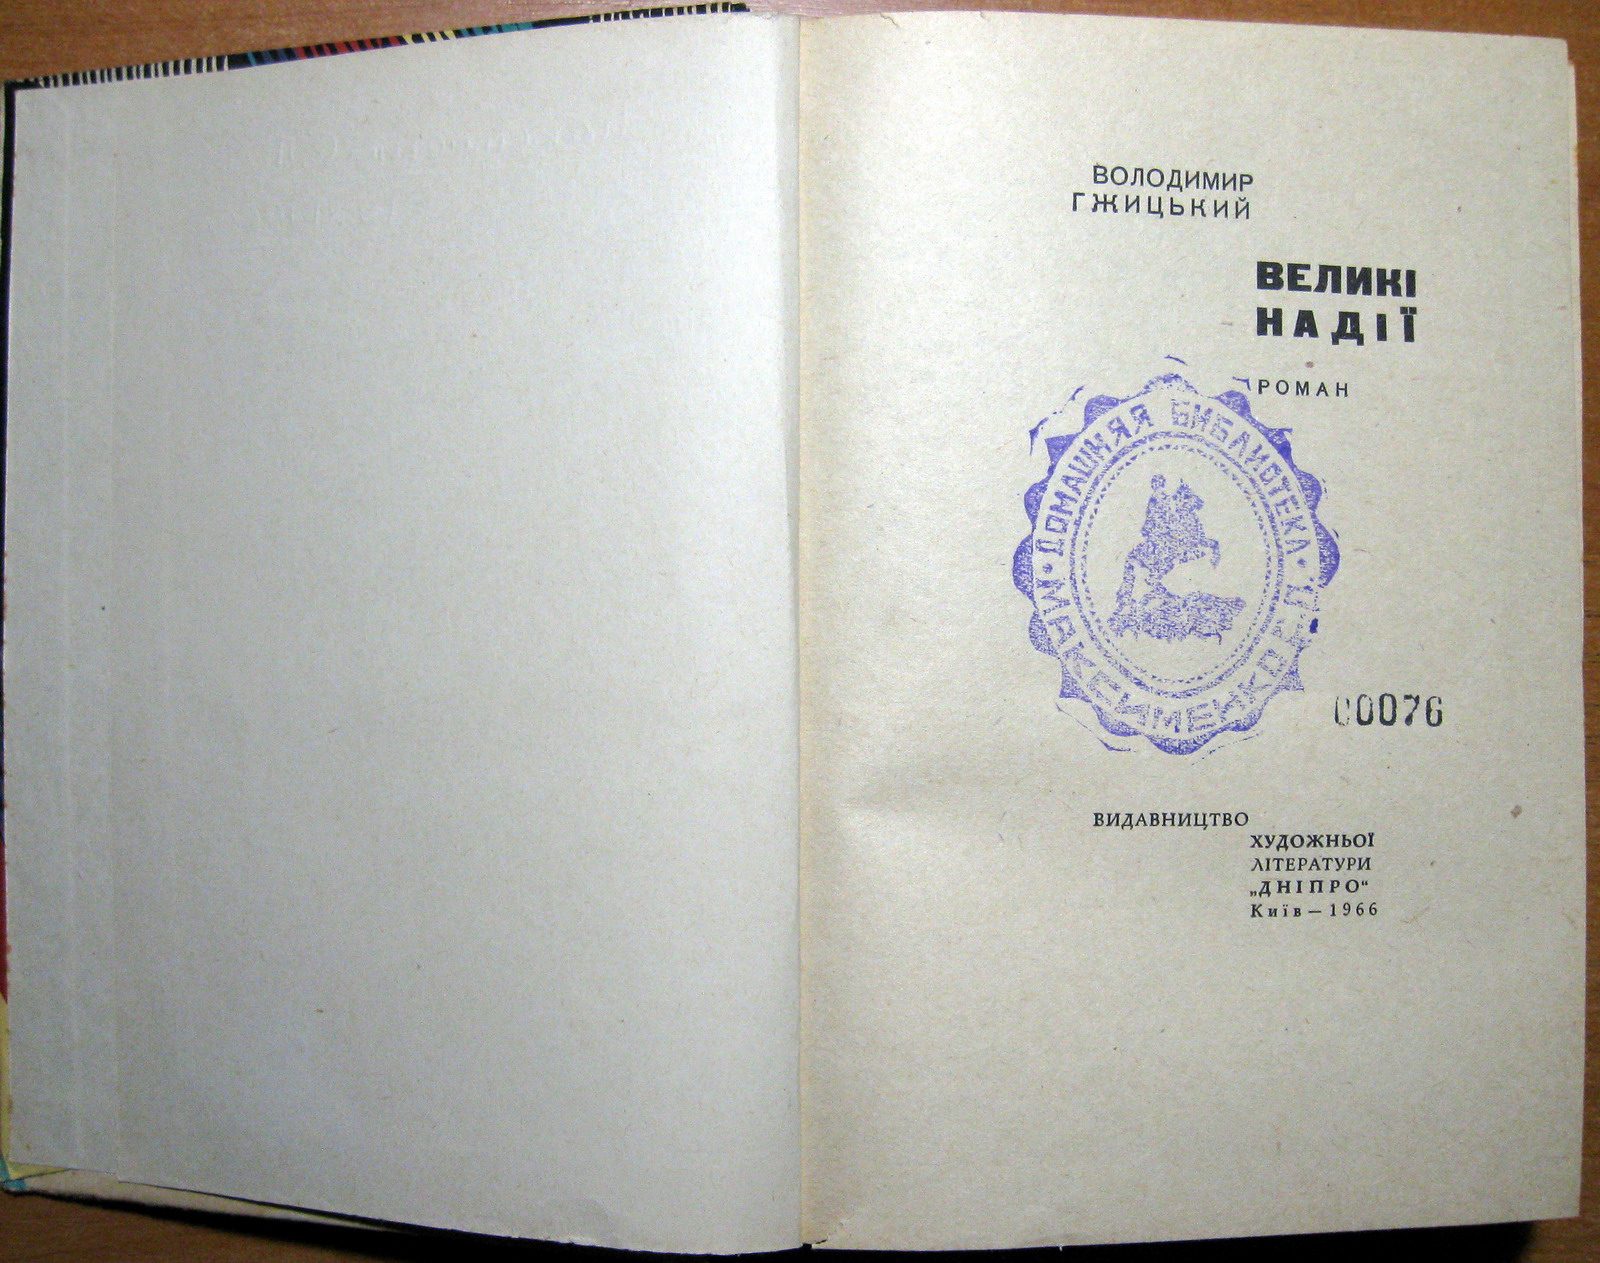 ВОЛОДИМИР
ГЖИЦЬКИЙ
ВЕЛИКІ
НАДІЇ
РОМАН
ДОМАШНЯЯ БИБЛИОТЕКА
МАКСИМЕНКО
00076
ВИДАВНИЦТВО
ХУДОЖНЬОЇ
ЛІТЕРАТУРИ
„ДНІПРО“
Київ — 1966